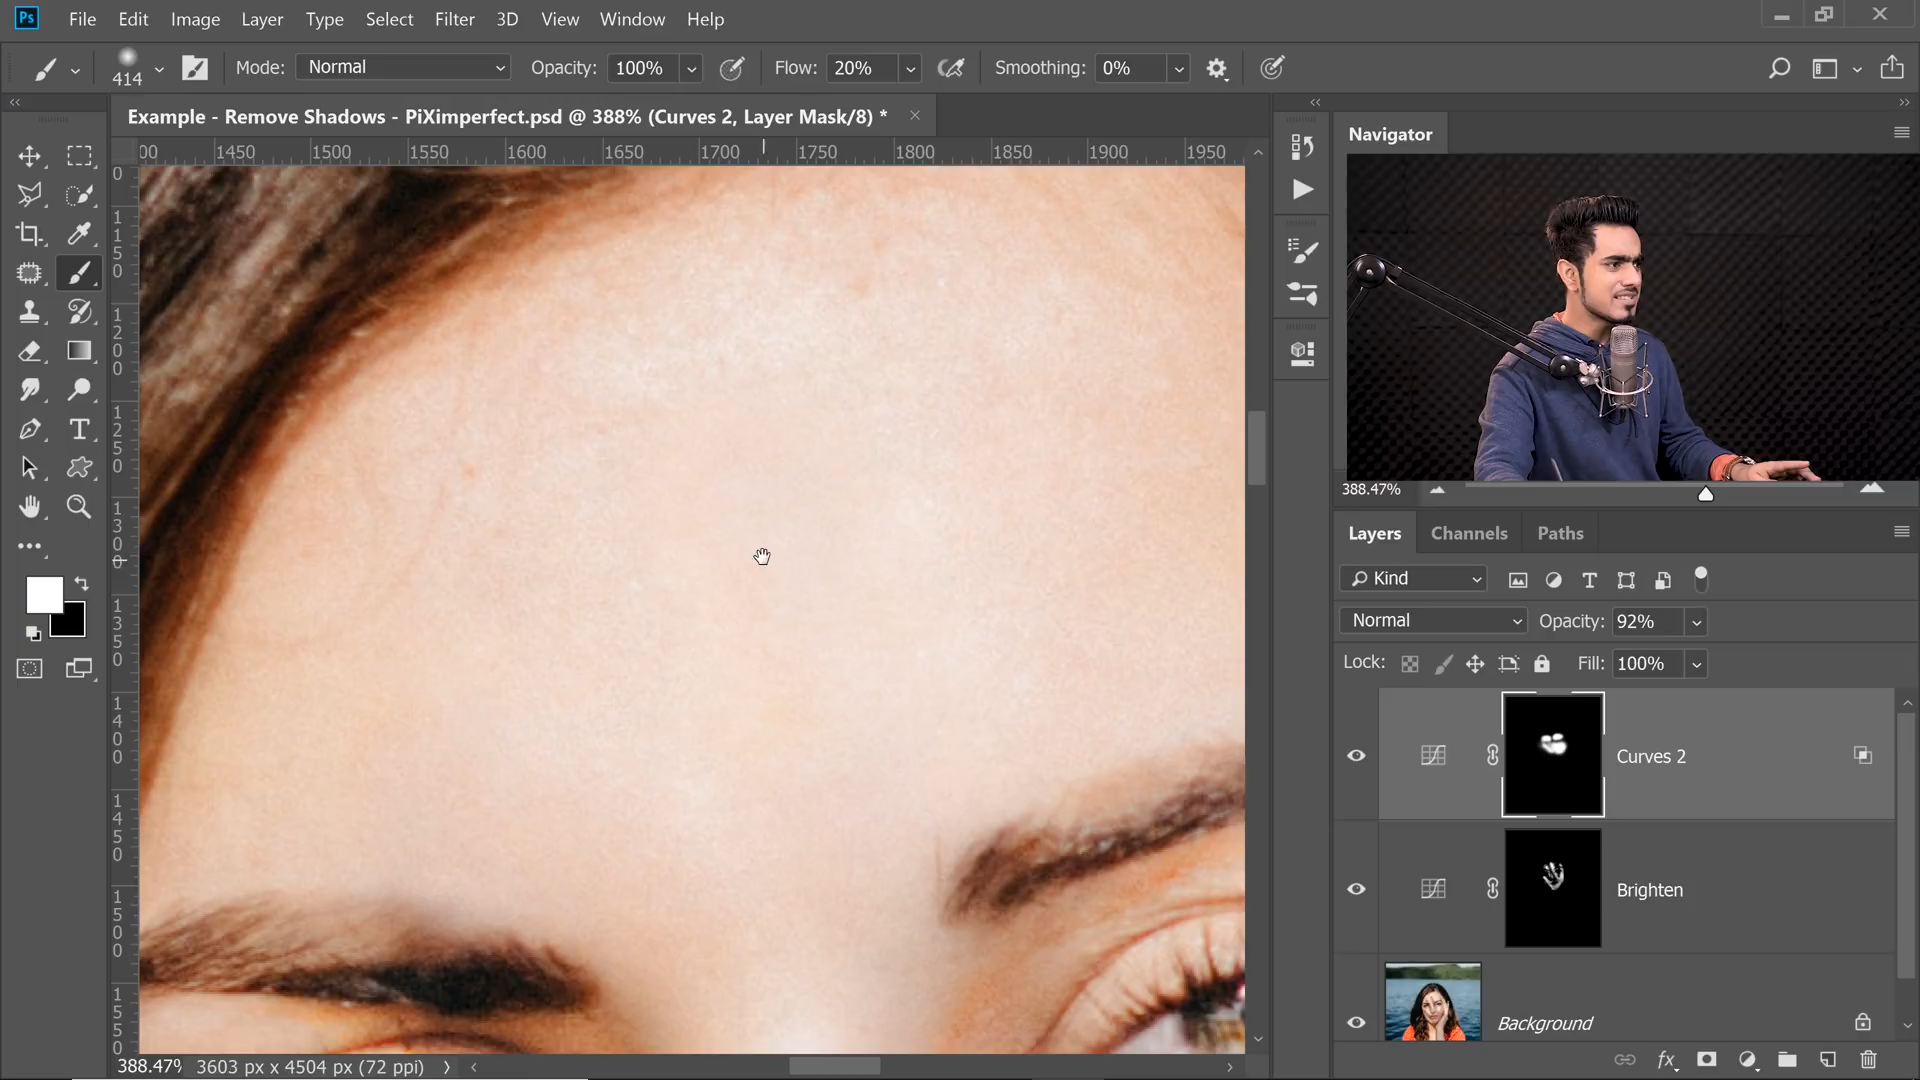 Ps File Edit Image Layer Type Select Filter 3D View Window Help
414 Mode: Normal Opacity: 100% Flow: 20% Smoothing: 0%
Example - Remove Shadows - PiXimperfect.psd @ 388% (Curves 2, Layer Mask/8) *
00 1450 1500 1550 1600 1650 1700 1750 1800 1850 1900 1950
0
1150
1200
1250
1300
1350
1400
1450
1500
1550
Navigator
388.47%
Layers Channels Paths
Kind
Normal Opacity: 92%
Lock: Fill: 100%
Curves 2
Brighten
Background
fx
388.47% 3603 px x 4504 px (72 ppi)